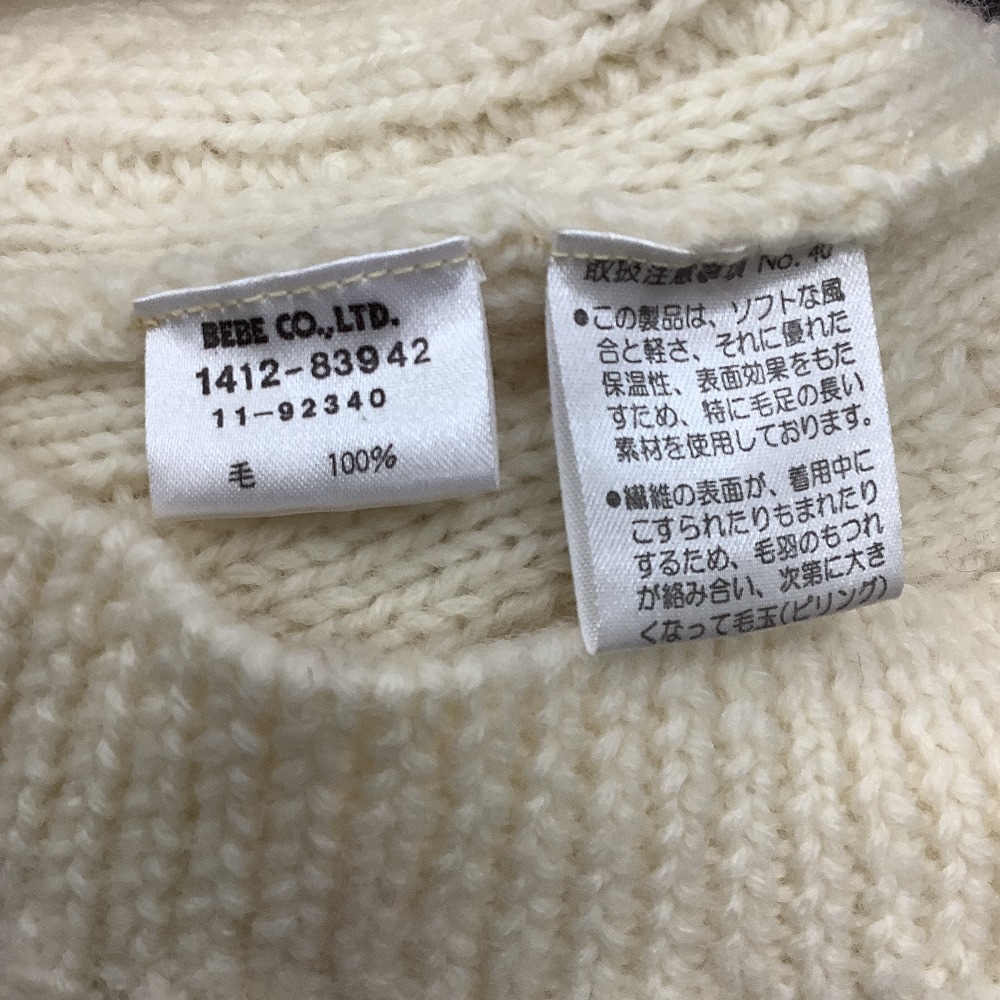 BEBE CO.,LTD.
1412-83942
11-92340
毛 100%
取扱注意事項 No. 40
●この製品は、ソフトな風
合と軽さ、それに優れた
保温性、表面効果をもた
すため、特に毛足の長い
素材を使用しております。
●繊維の表面が、着用中に
こすられたりもまれたり
するため、毛羽のもつれ
が絡み合い、次第に大き
くなって毛玉(ピリング)